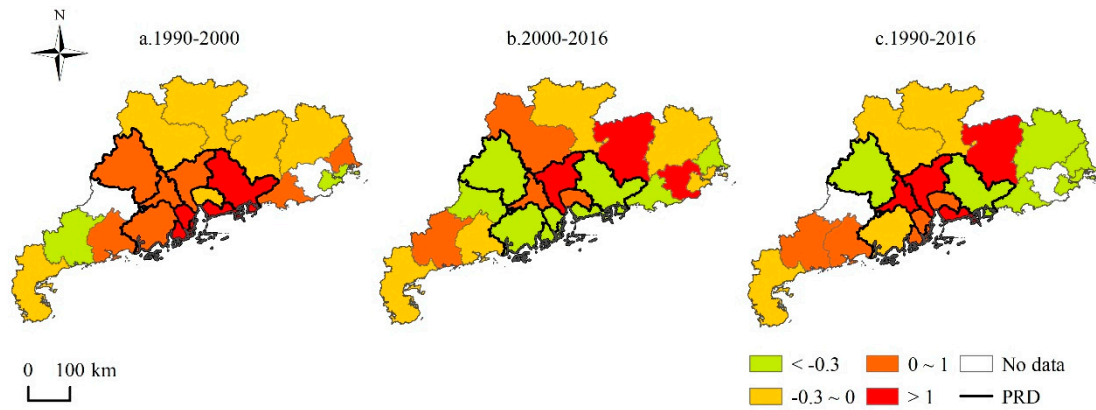 N
a.1990-2000
b.2000-2016
c.1990-2016
0 100 km
< -0.3
0 ~ 1
No data
-0.3 ~ 0
> 1
PRD